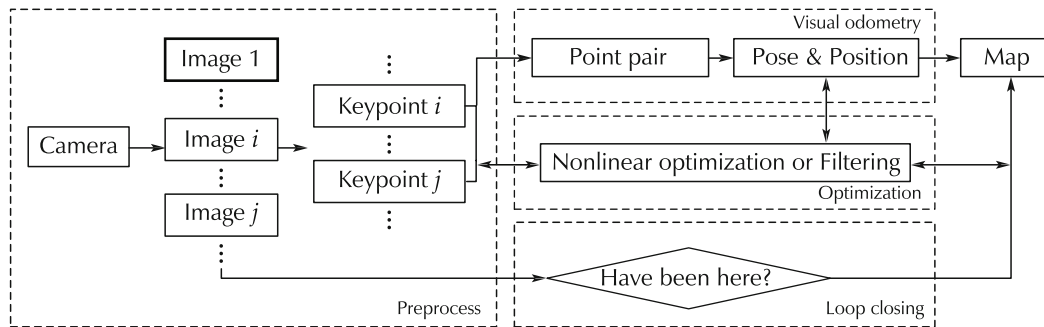 Visual odometry
Image 1
Point pair
Pose & Position
Map
Keypoint i
Camera
Image i
Nonlinear optimization or Filtering
Keypoint j
Optimization
Image j
Have been here?
Preprocess
Loop closing